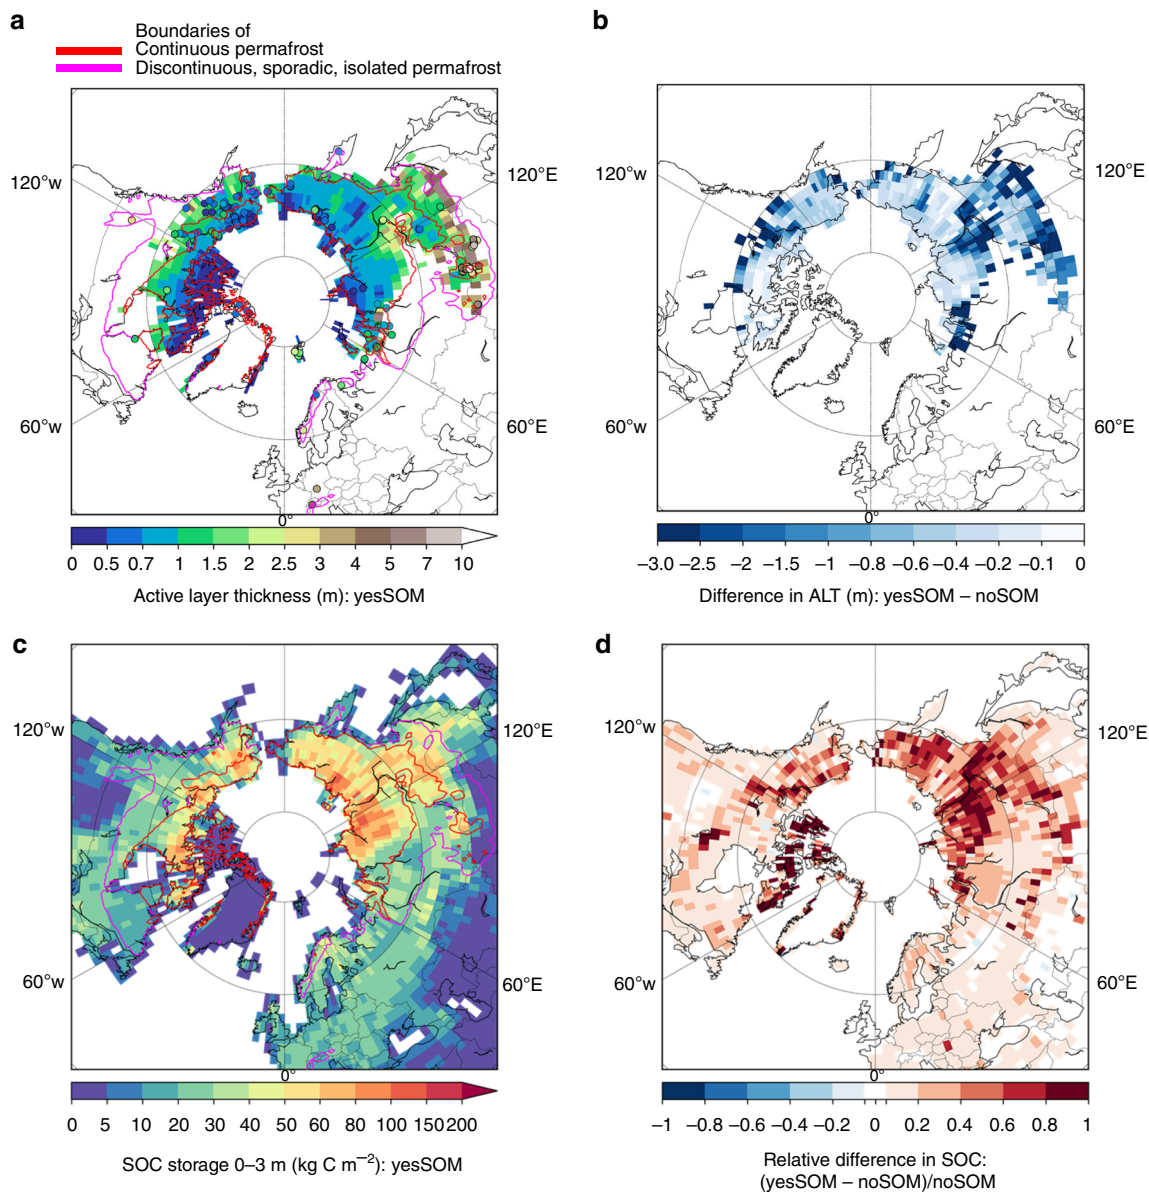 a
Boundaries of
Continuous permafrost
Discontinuous, sporadic, isolated permafrost
120°w
120°E
60°w
60°E
0°
0 0.5 0.7 1 1.5 2 2.5 3 4 5 7 10
Active layer thickness (m): yesSOM
b
120°w
120°E
60°w
60°E
0°
−3.0 −2.5 −2 −1.5 −1 −0.8 −0.6 −0.4 −0.2 −0.1 0
Difference in ALT (m): yesSOM – noSOM
c
120°w
120°E
60°w
60°E
0°
0 5 10 20 30 40 50 60 80 100 150 200
SOC storage 0–3 m (kg C m−2): yesSOM
d
120°w
120°E
60°w
60°E
0°
−1 −0.8 −0.6 −0.4 −0.2 0 0.2 0.4 0.6 0.8 1
Relative difference in SOC:
(yesSOM – noSOM)/noSOM